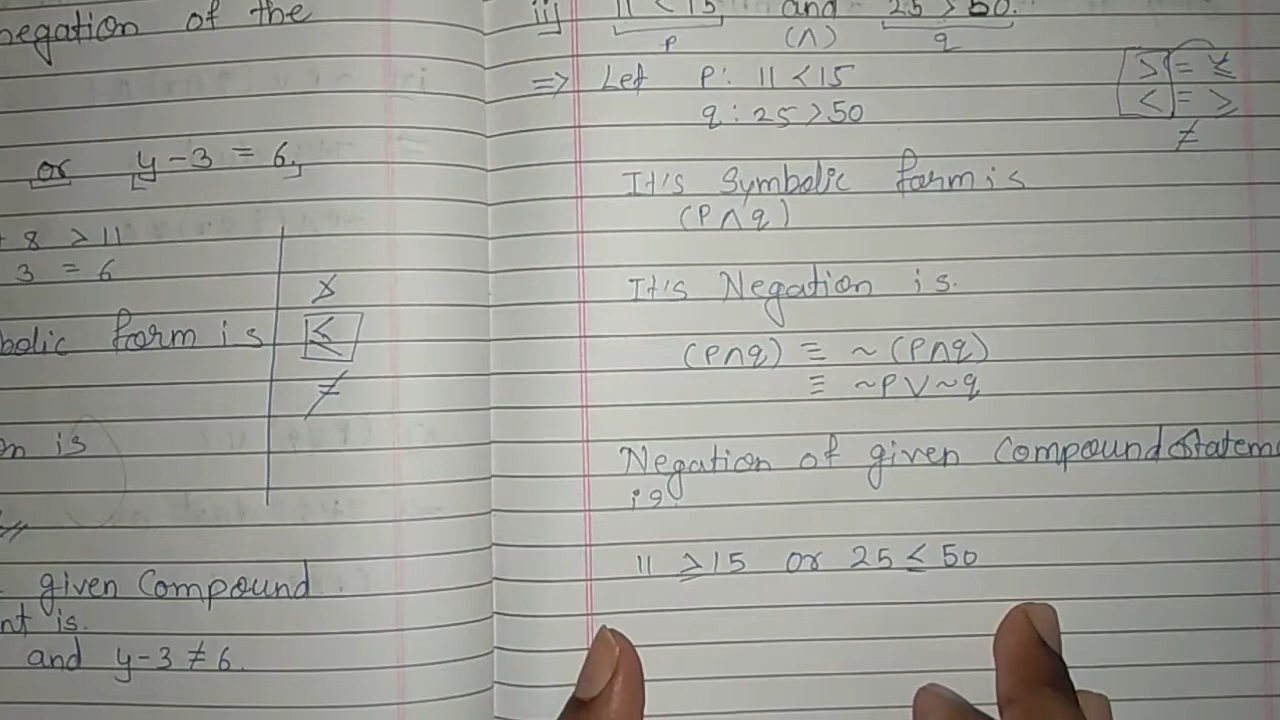 negation of the
or y-3 = 6,
8 > 11
3 = 6
≯
bolic form is ≤
≠
on is
given Compound
nt is.
and y-3 ≠ 6.
ii) 11 < 15 and 25 > 50.
p (∧) q
⇒ Let P: 11 < 15
q: 25 > 50
> = ≤
< = ≥
≠
It's Symbolic form is
(P∧q)
It's Negation is.
(P∧q) ≡ ~(P∧q)
≡ ~P∨~q
Negation of given Compound Statem
is.
11 ≥ 15 or 25 ≤ 50